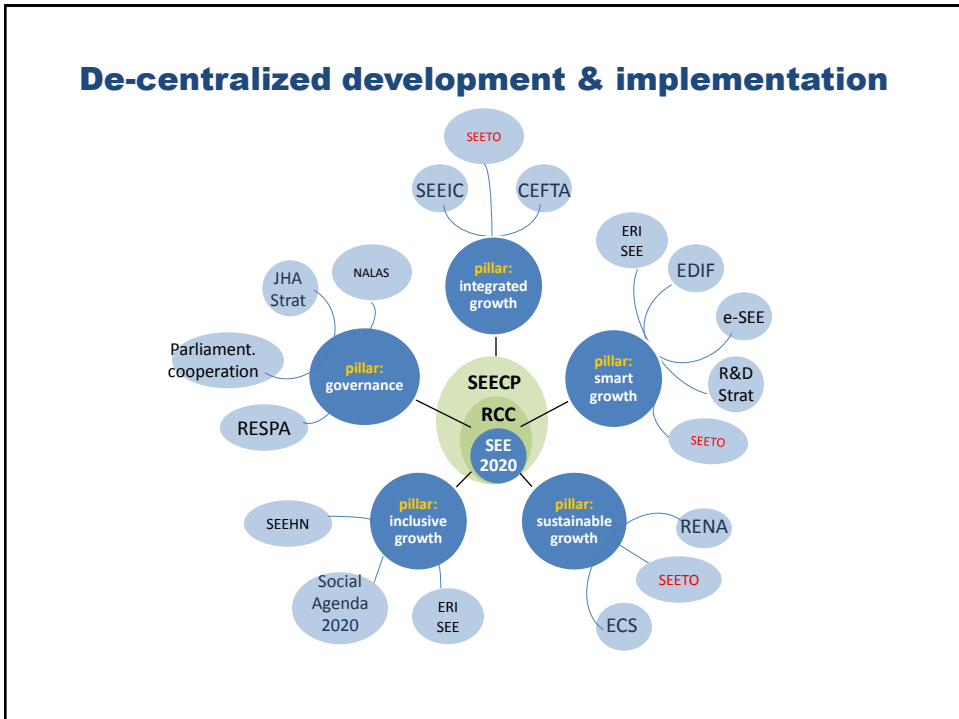 De-centralized development & implementation
SEETO
SEEIC
CEFTA
pillar:
integrated
growth
ERI
SEE
EDIF
e-SEE
R&D
Strat
SEETO
pillar:
smart
growth
NALAS
JHA
Strat
Parliament.
cooperation
RESPA
pillar:
governance
SEECP
RCC
SEE
2020
pillar:
inclusive
growth
SEEHN
Social
Agenda
2020
ERI
SEE
pillar:
sustainable
growth
RENA
SEETO
ECS